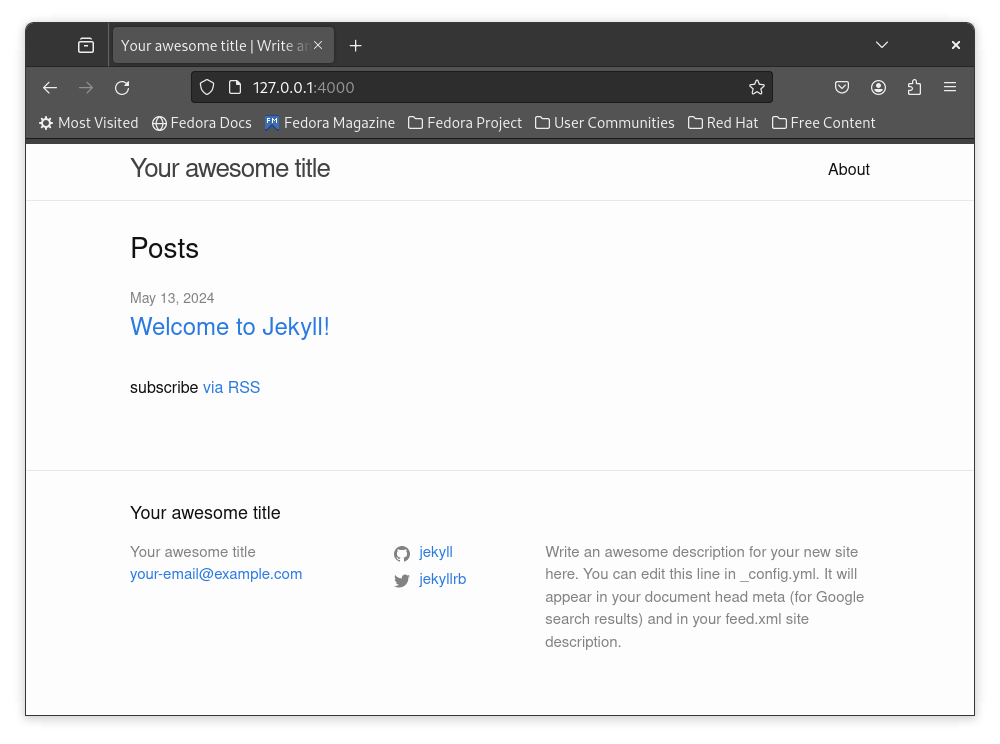 Your awesome title | Write a
127.0.0.1:4000
Most Visited Fedora Docs FM Fedora Magazine Fedora Project User Communities Red Hat Free Content
Your awesome title About
Posts
May 13, 2024
Welcome to Jekyll!
subscribe via RSS
Your awesome title
Your awesome title
your-email@example.com
jekyll
jekyllrb
Write an awesome description for your new site
here. You can edit this line in _config.yml. It will
appear in your document head meta (for Google
search results) and in your feed.xml site
description.